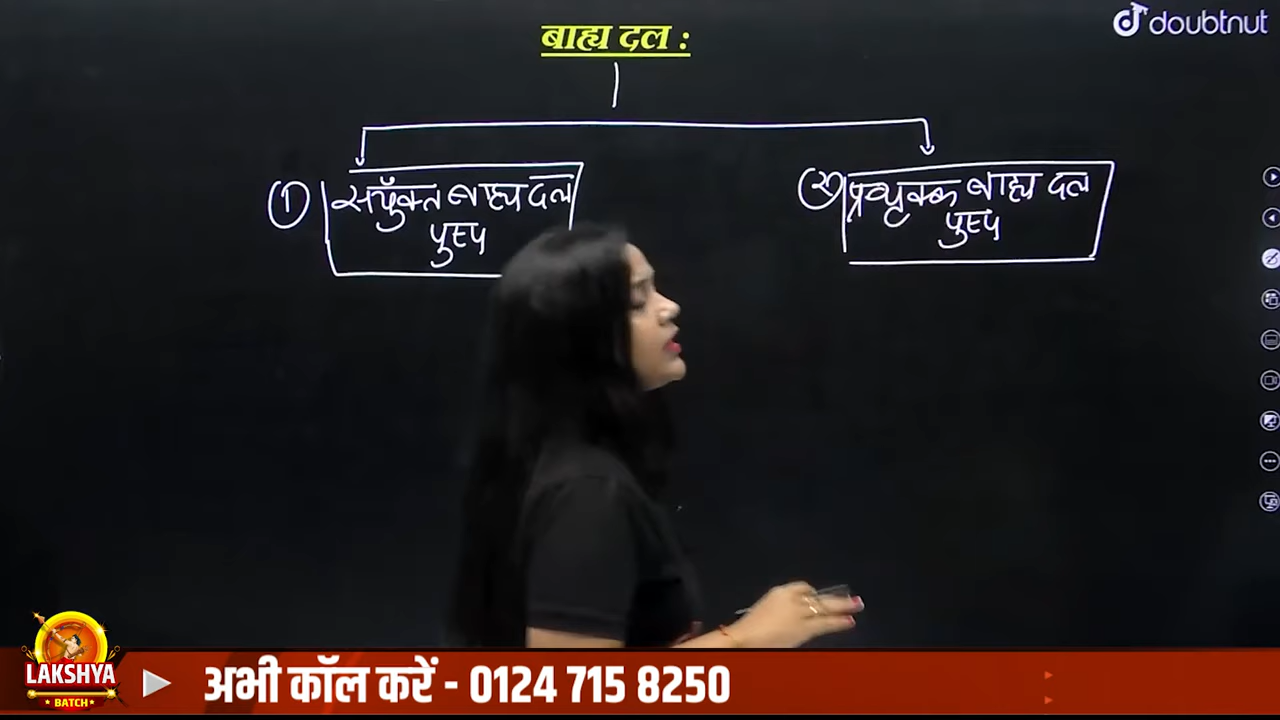 doubtnut
बाह्य दल :
① संयुक्त बाह्य दल
पुष्प
② पृथक बाह्य दल
पुष्प
LAKSHYA
BATCH
अभी कॉल करें - 0124 715 8250